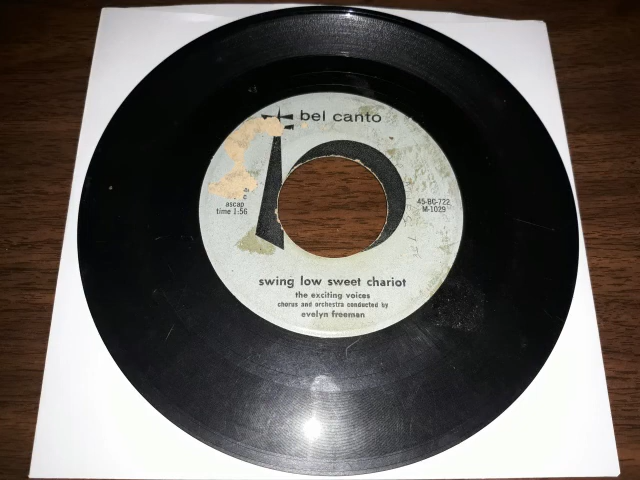 bel canto
ascap
time 1:56
45-BC-722
M-1029
swing low sweet chariot
the exciting voices
chorus and orchestra conducted by
evelyn freeman